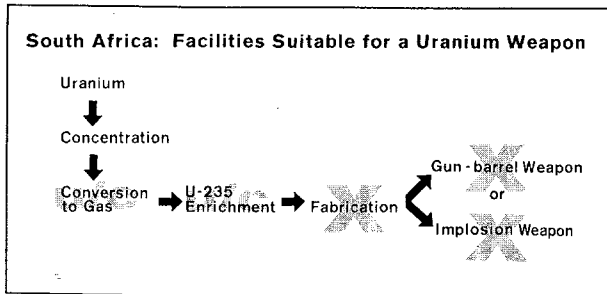 South Africa: Facilities Suitable for a Uranium Weapon
Uranium
Concentration
Conversion
to Gas
U-235
Enrichment
Fabrication
X
Gun-barrel Weapon
X
or
Implosion Weapon
X